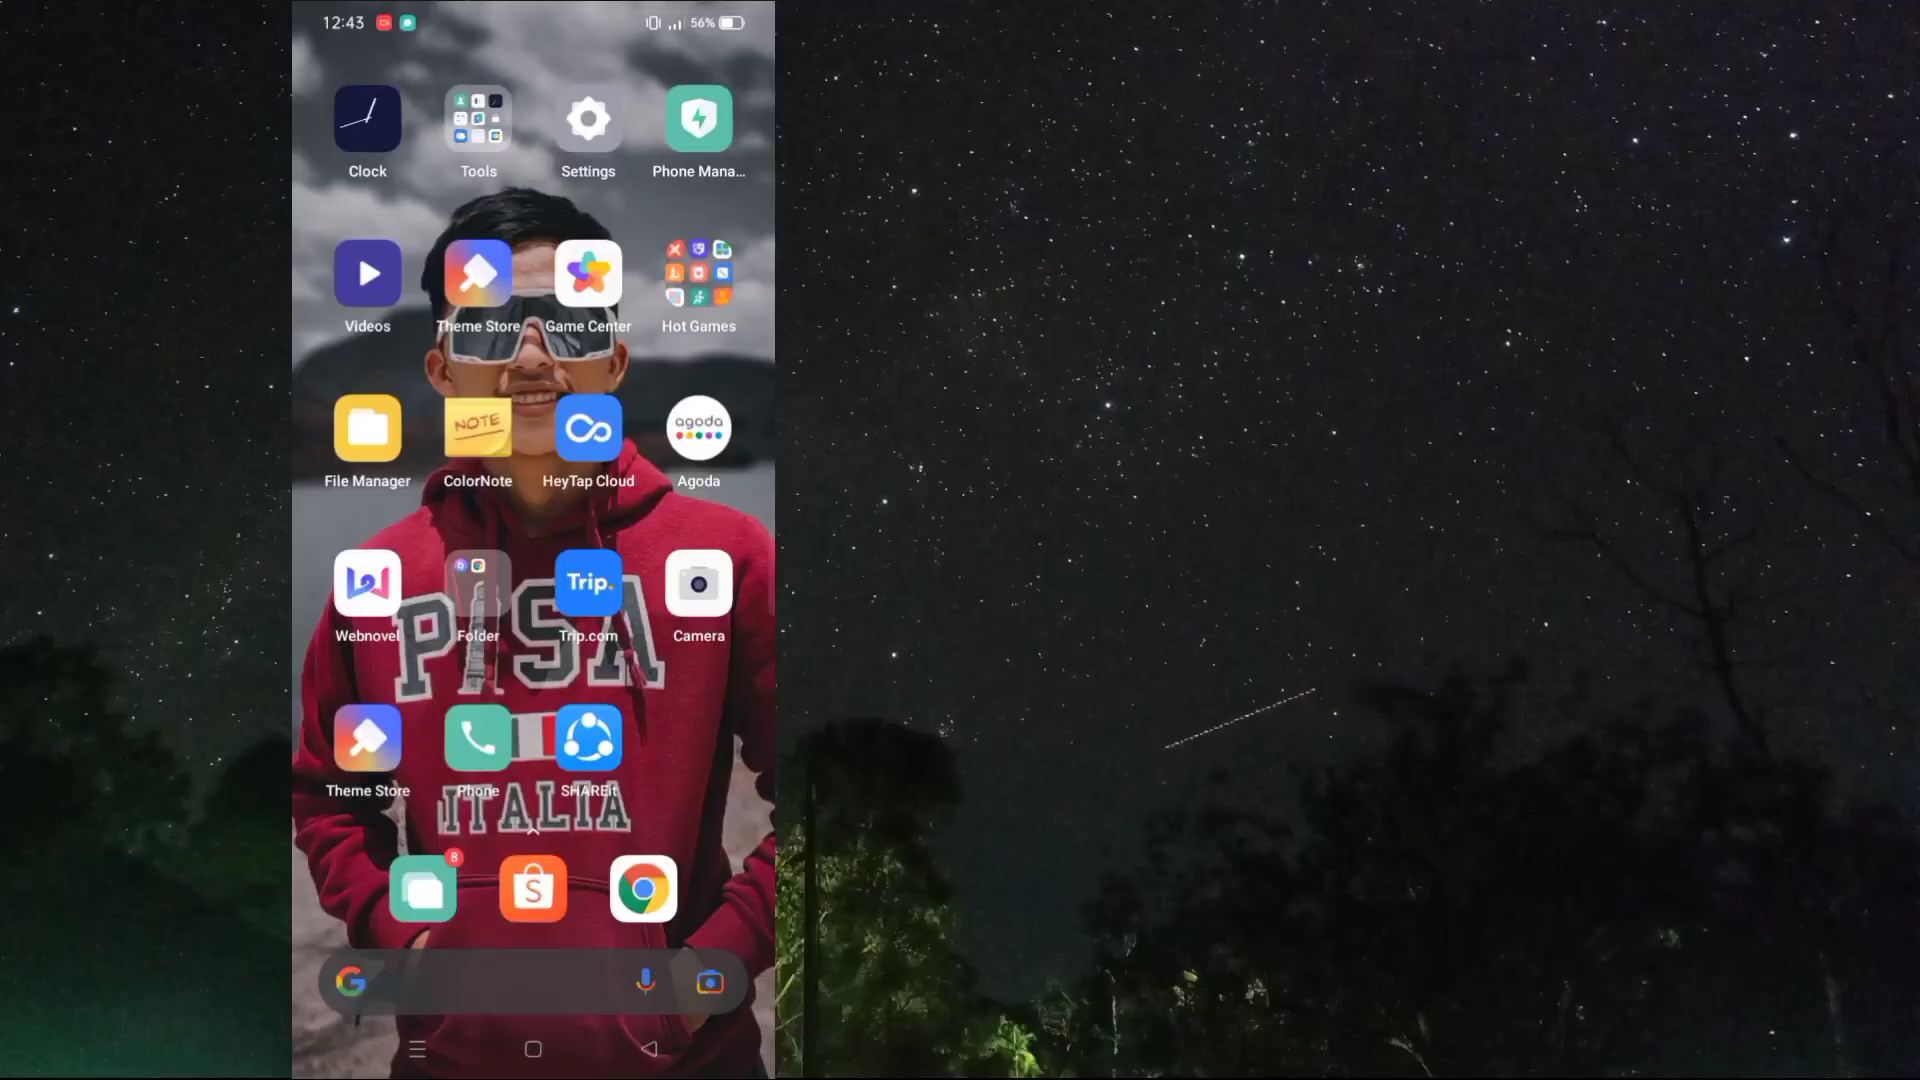 12:43 56%
Clock Tools Settings Phone Mana...
Videos Theme Store Game Center Hot Games
NOTE agoda
File Manager ColorNote HeyTap Cloud Agoda
Trip.
Webnovel Folder Trip.com Camera
PISA
Theme Store Phone SHAREit
ITALIA
8